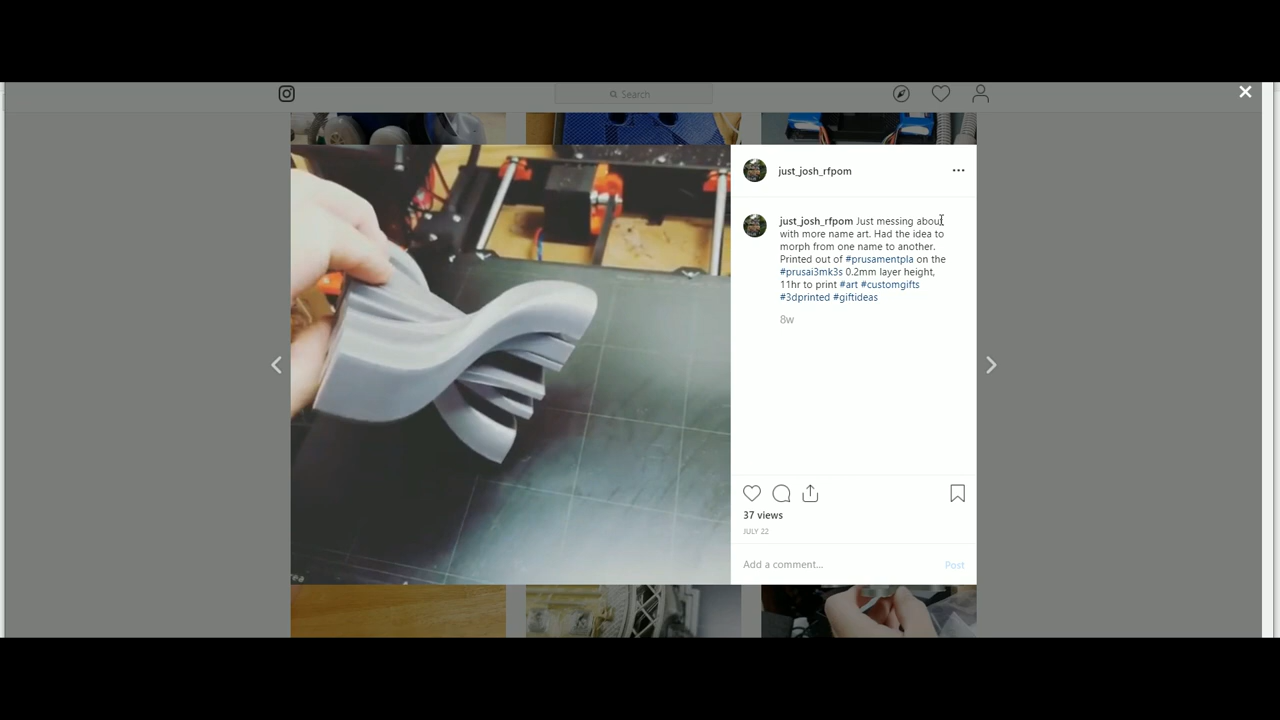 Search
just_josh_rfpom
just_josh_rfpom Just messing about
with more name art. Had the idea to
morph from one name to another.
Printed out of #prusamentpla on the
#prusai3mk3s 0.2mm layer height,
11hr to print #art #customgifts
#3dprinted #giftideas
8w
37 views
JULY 22
Add a comment...
Post